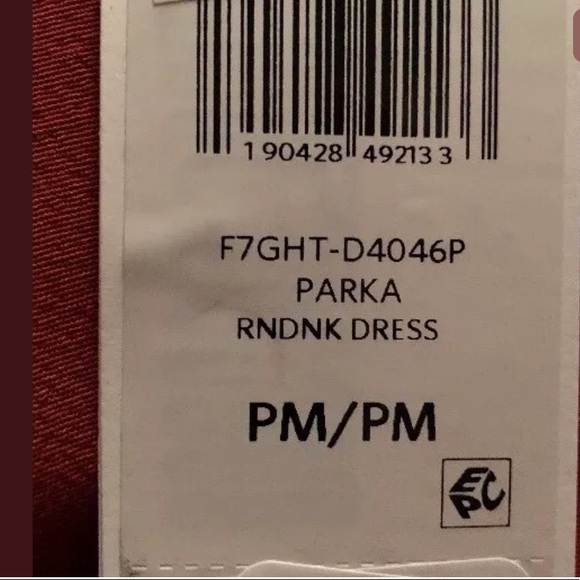 1 90428 49213 3
F7GHT-D4046P
PARKA
RNDNK DRESS
PM/PM
EPC